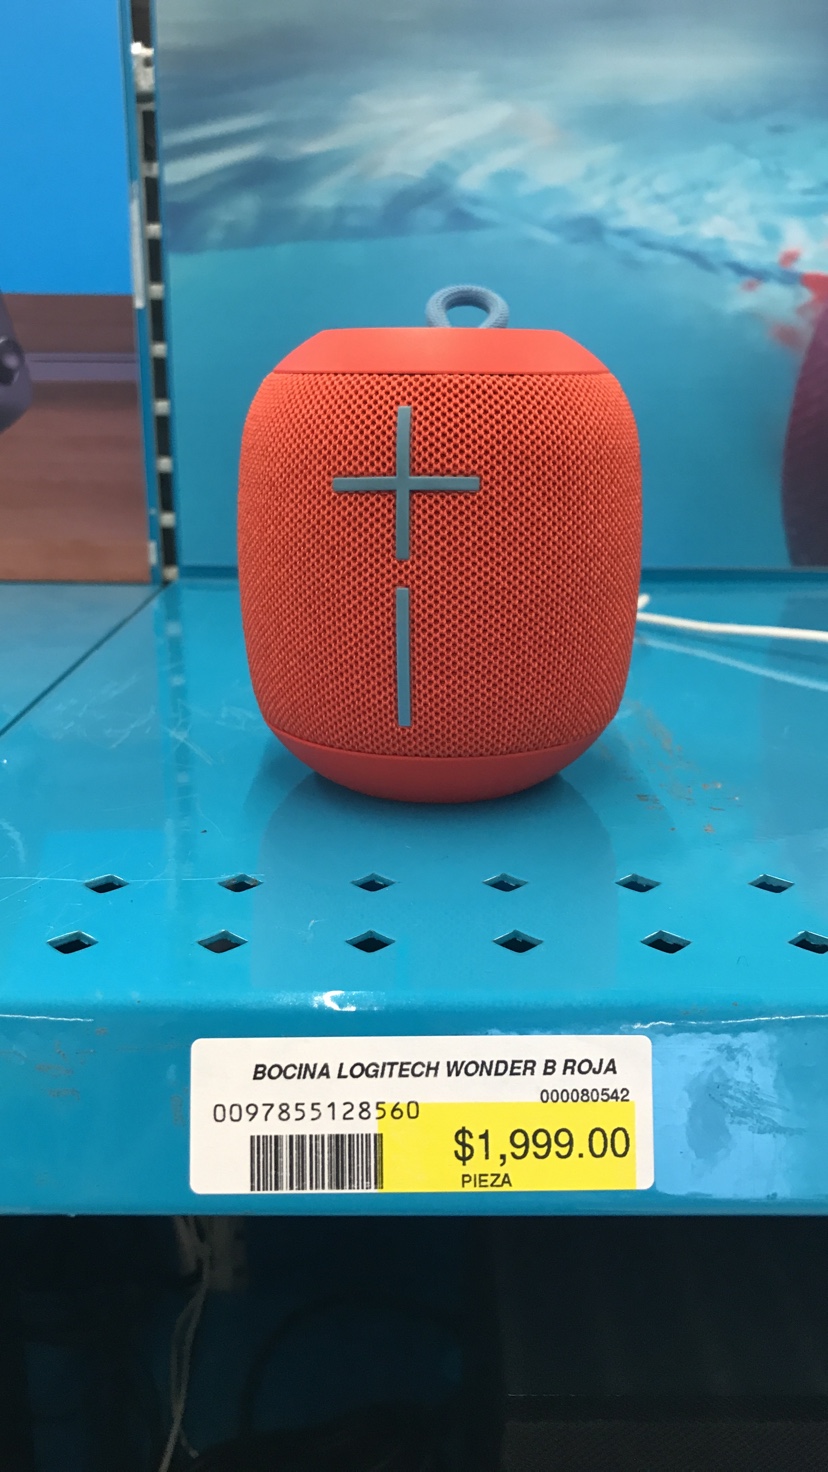 BOCINA LOGITECH WONDER B ROJA
000080542
0097855128560
$1,999.00
PIEZA